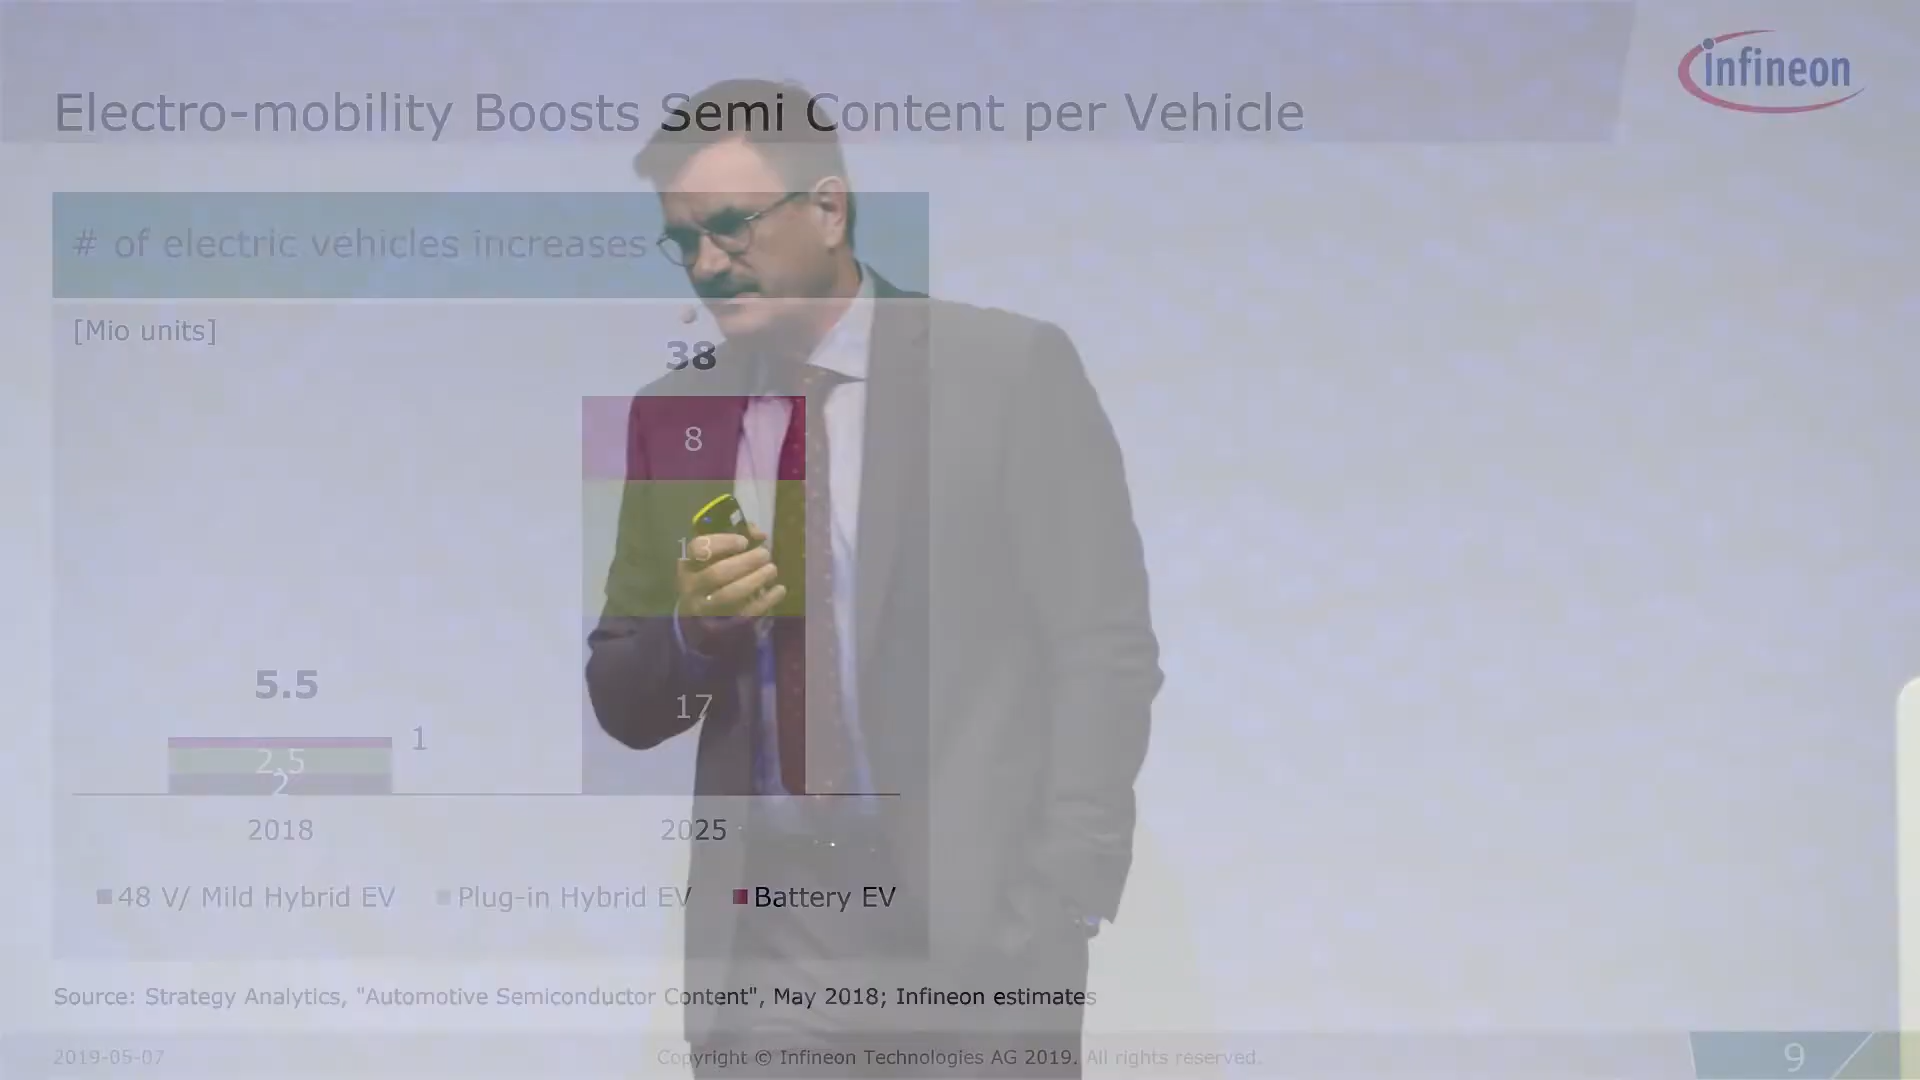 infineon
Electro-mobility Boosts Semi Content per Vehicle
# of electric vehicles increases
[Mio units]
38
8
13
17
5.5
1
2.5
2
2018
2025
48 V/ Mild Hybrid EV
Plug-in Hybrid EV
Battery EV
Source: Strategy Analytics, "Automotive Semiconductor Content", May 2018; Infineon estimates
2019-05-07
Copyright © Infineon Technologies AG 2019. All rights reserved.
9